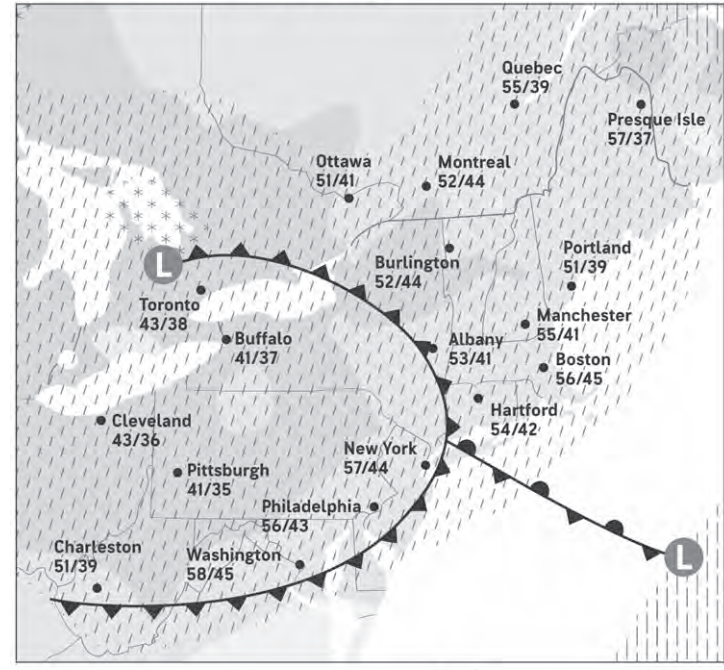 Quebec
55/39
Presque Isle
57/37
Ottawa
51/41
Montreal
52/44
Burlington
52/44
Portland
51/39
L
Toronto
43/38
Manchester
55/41
Buffalo
41/37
Albany
53/41
Boston
56/45
Hartford
54/42
Cleveland
43/36
New York
57/44
Pittsburgh
41/35
Philadelphia
56/43
Charleston
51/39
Washington
58/45
L